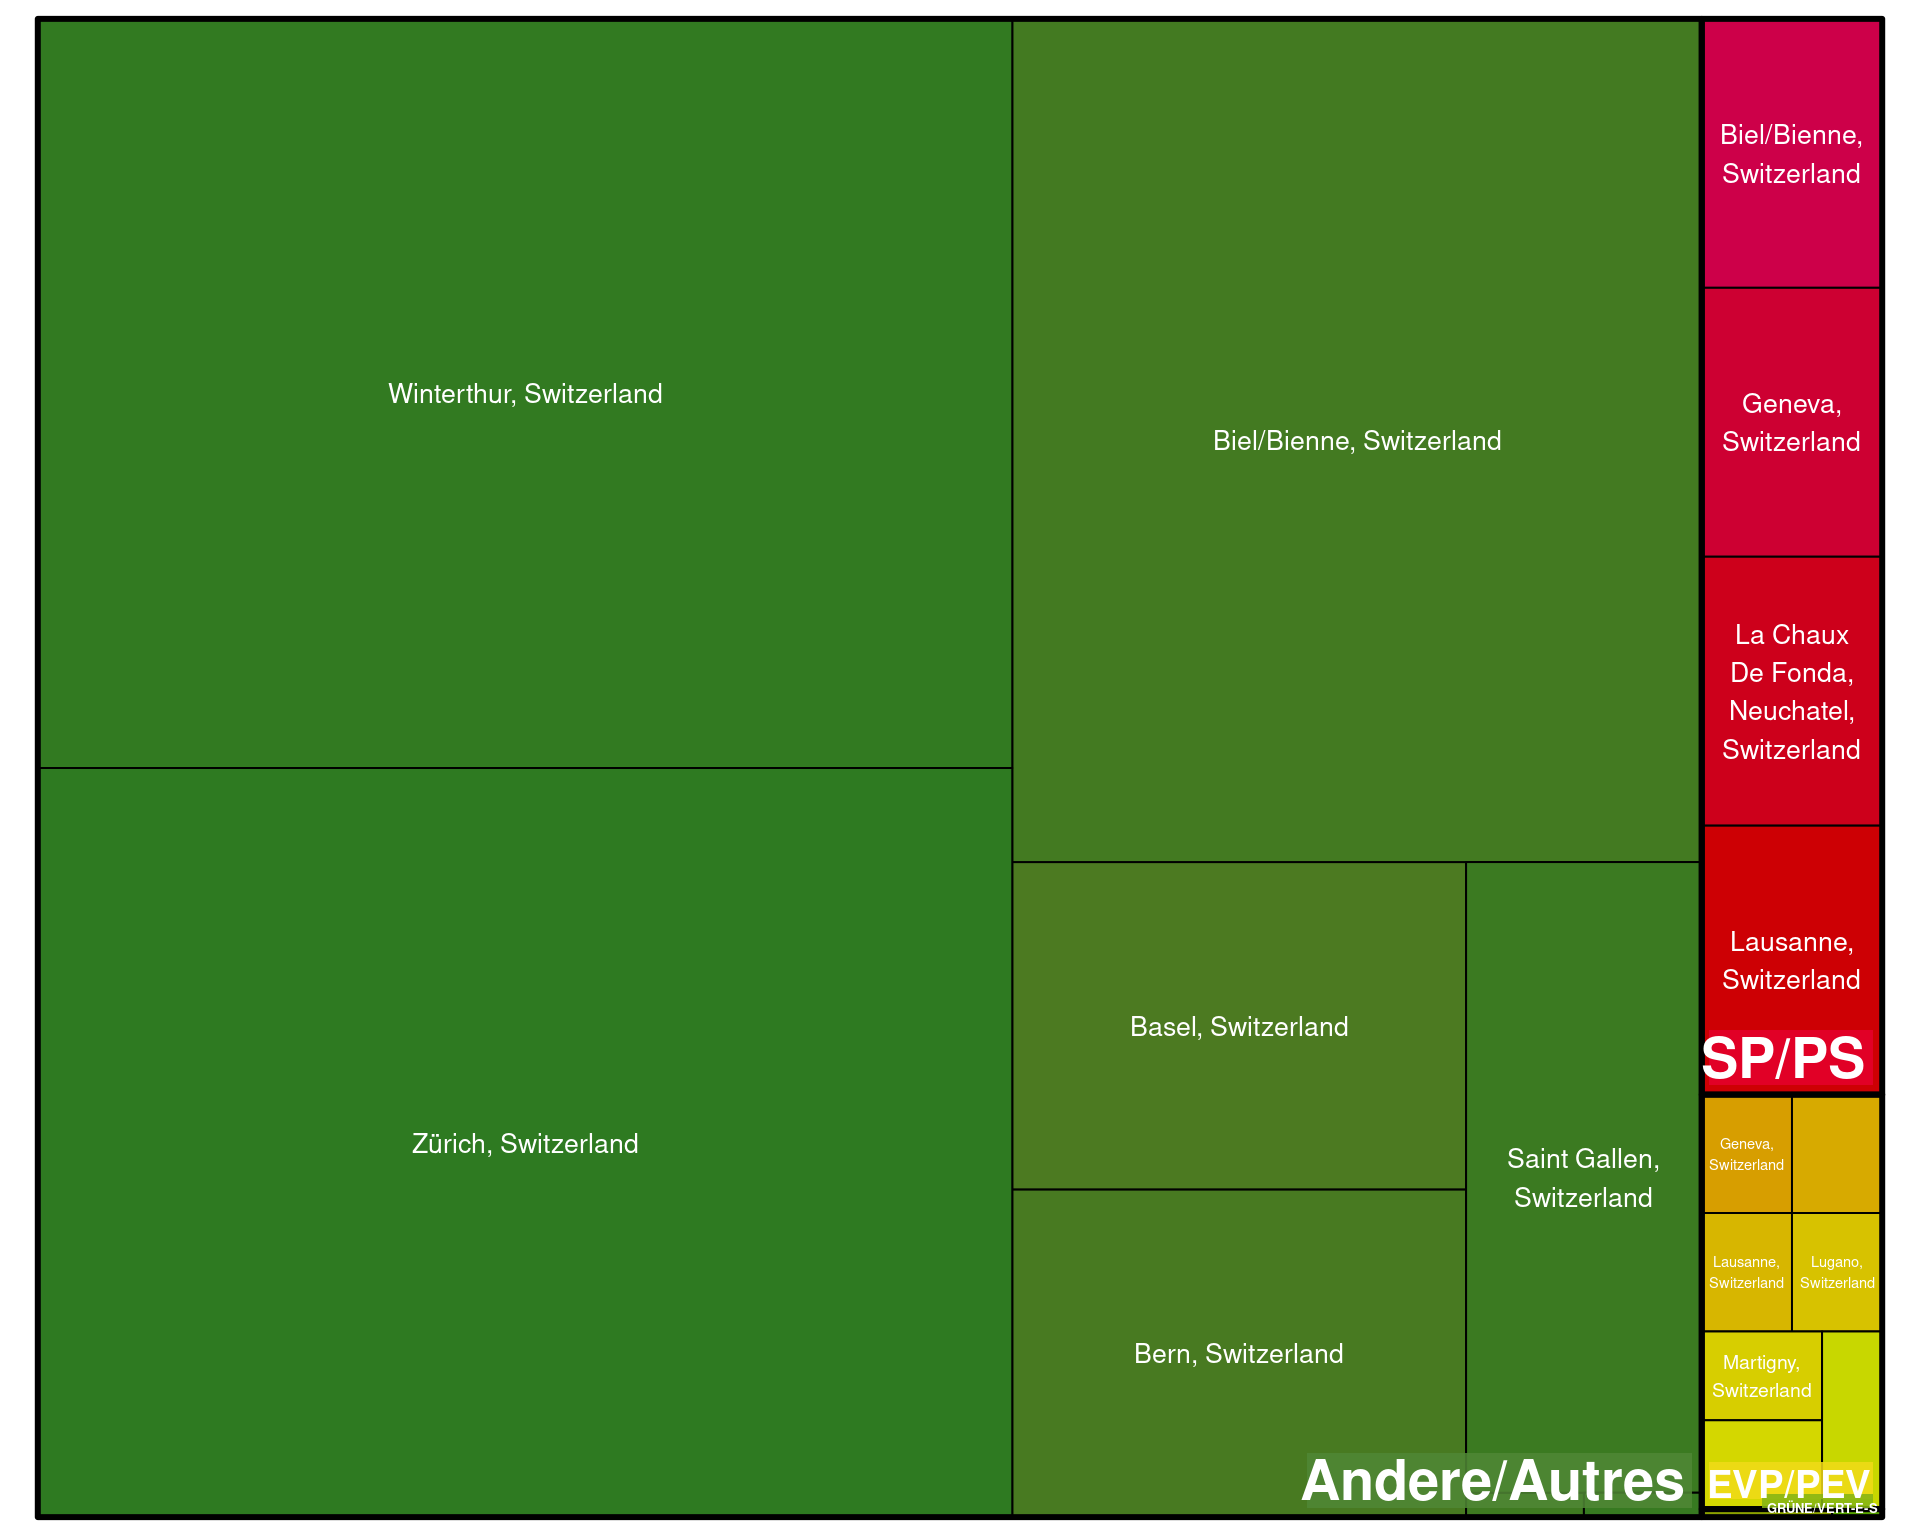 Winterthur, Switzerland
Zürich, Switzerland
Biel/Bienne, Switzerland
Basel, Switzerland
Bern, Switzerland
Saint Gallen,
Switzerland
Andere/Autres
Biel/Bienne,
Switzerland
Geneva,
Switzerland
La Chaux
De Fonda,
Neuchatel,
Switzerland
Lausanne,
Switzerland
SP/PS
Geneva,
Switzerland
Lausanne,
Switzerland
Lugano,
Switzerland
Martigny,
Switzerland
EVP/PEV
GRÜNE/VERT-E-S